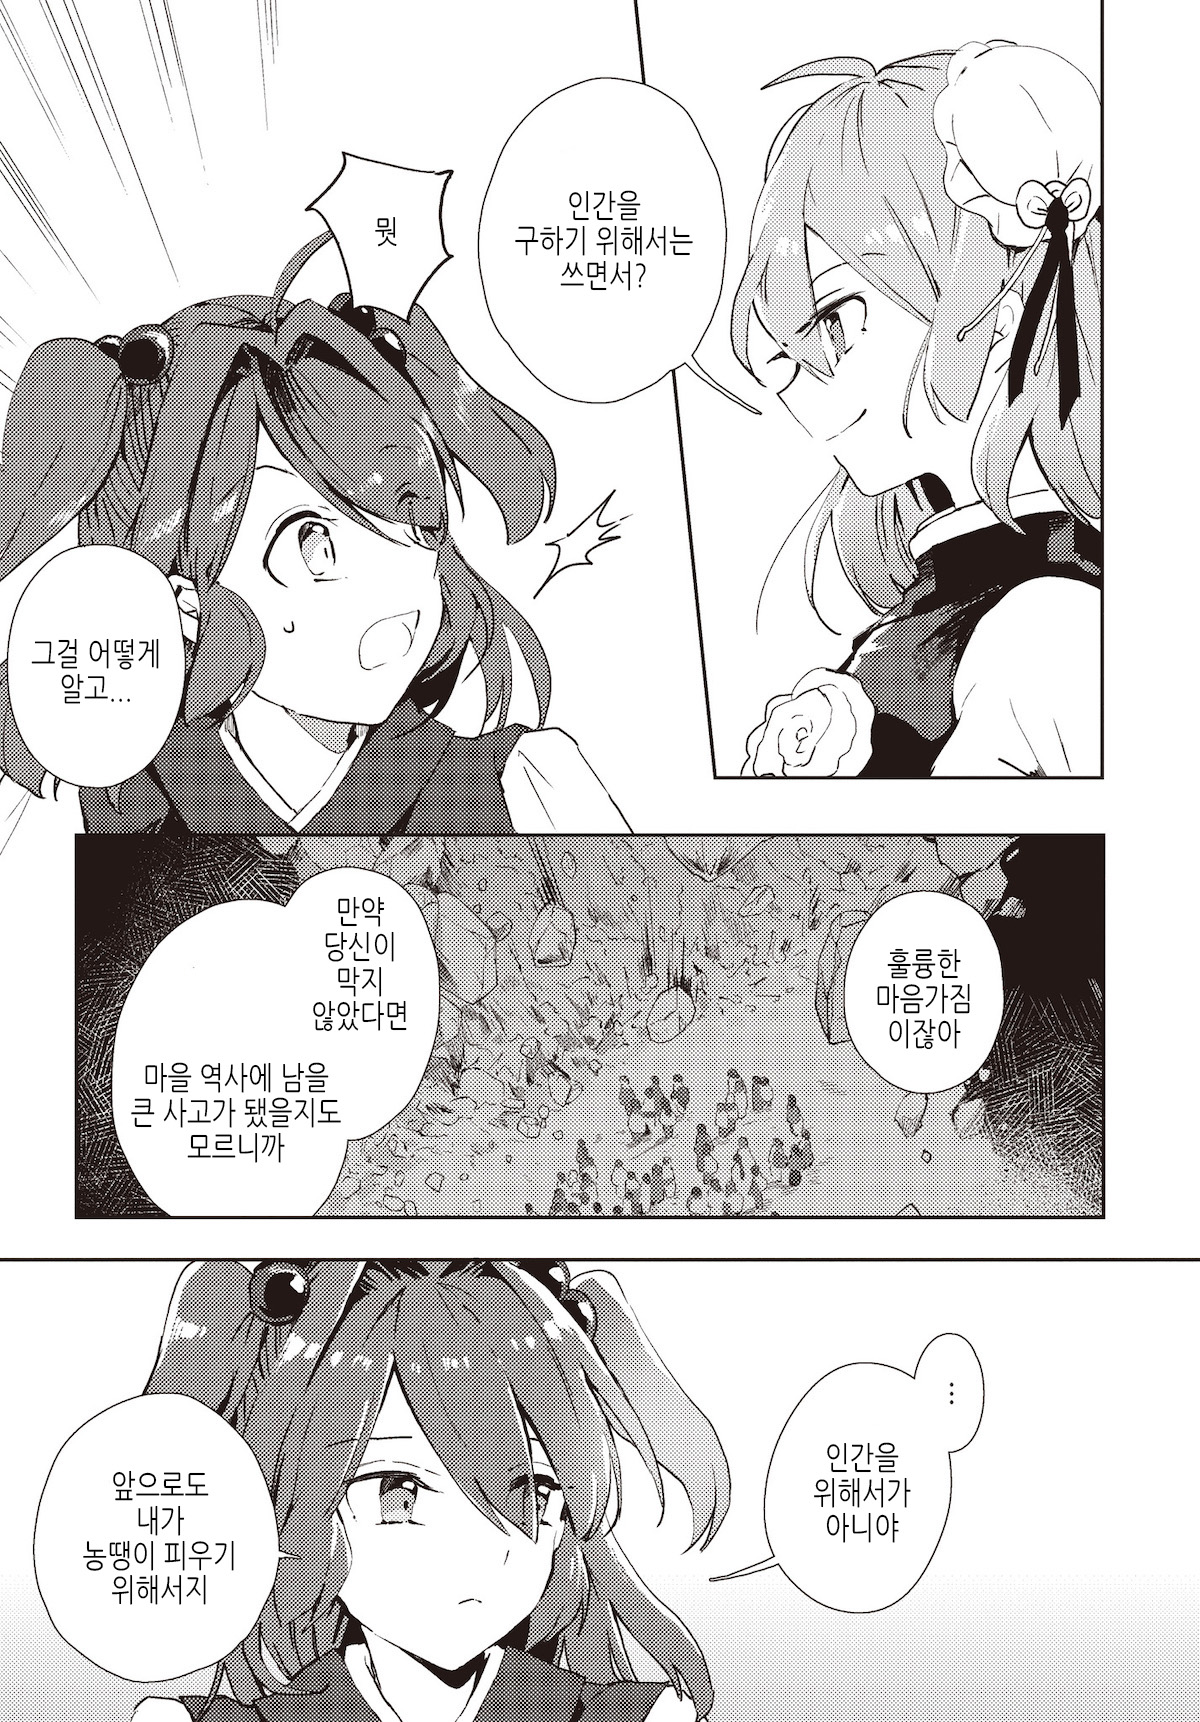 인간을
구하기 위해서는
쓰면서?
뭣
그걸 어떻게
알고...
훌륭한
마음가짐
이잖아
만약
당신이
막지
않았다면
마을 역사에 남을
큰 사고가 됐을지도
모르니까
...
인간을
위해서가
아니야
앞으로도
내가
농땡이 피우기
위해서지